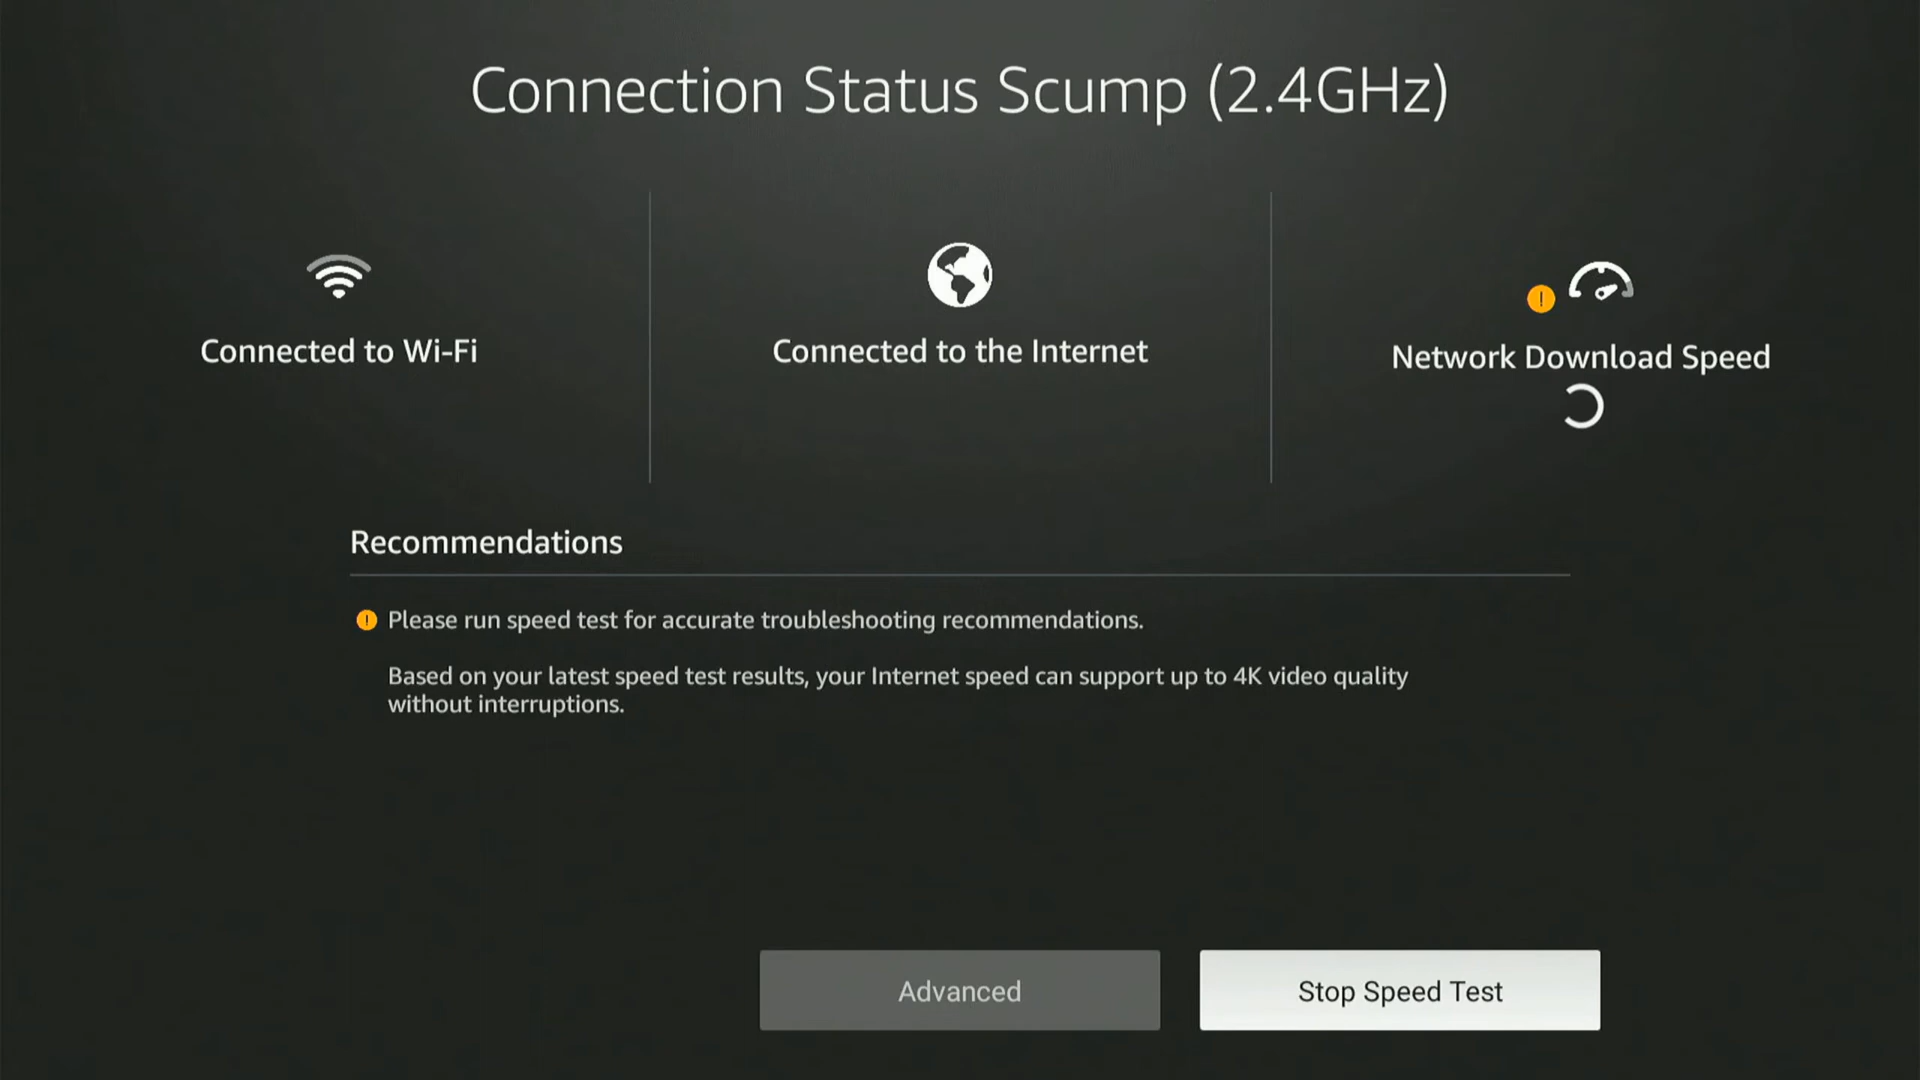 Connection Status Scump (2.4GHz)
Connected to Wi-Fi
Connected to the Internet
Network Download Speed
Recommendations
Please run speed test for accurate troubleshooting recommendations.
Based on your latest speed test results, your Internet speed can support up to 4K video quality
without interruptions.
Advanced
Stop Speed Test